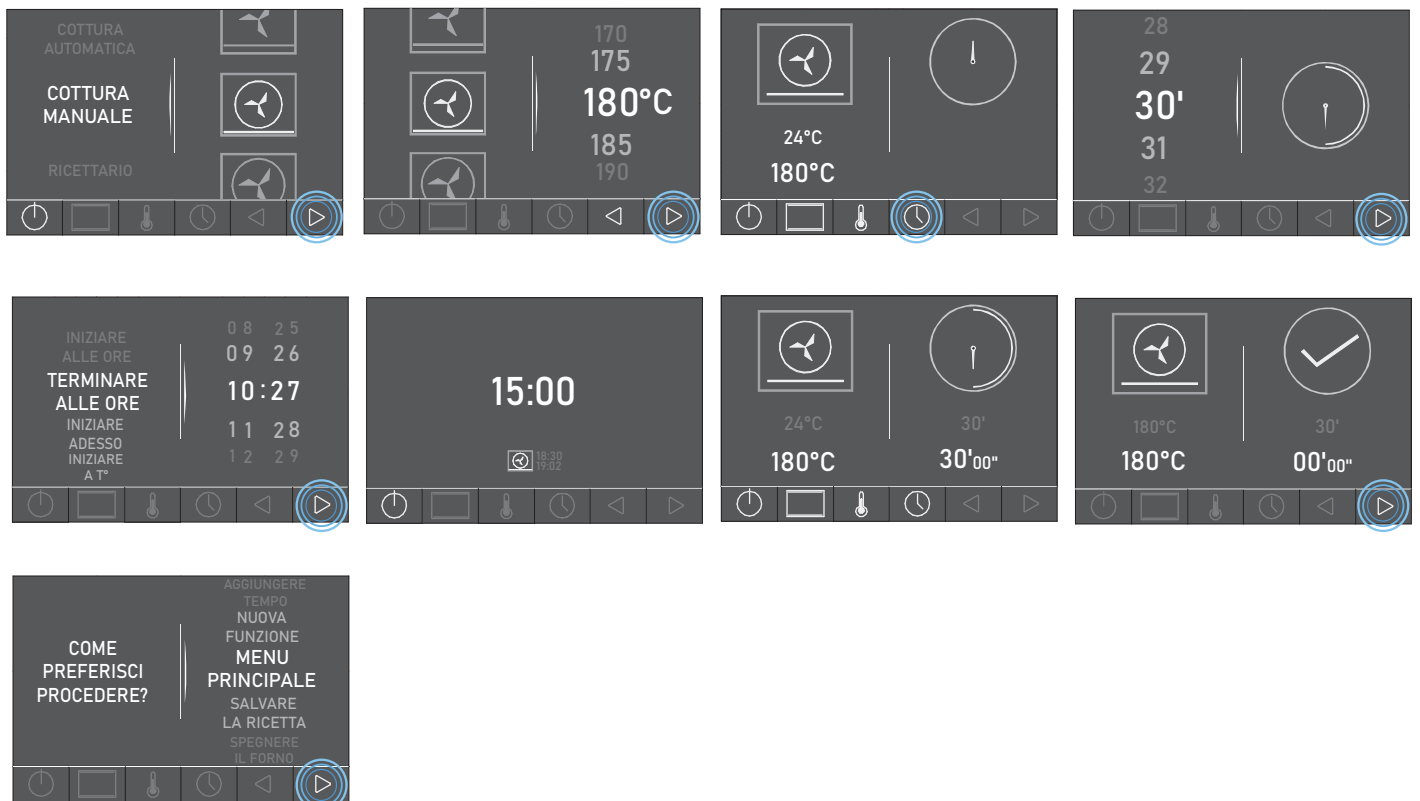 COTTURA
AUTOMATICA
COTTURA
MANUALE
RICETTARIO
170
175
180°C
185
190
24°C
180°C
28
29
30'
31
32
INIZIARE
ALLE ORE
TERMINARE
ALLE ORE
INIZIARE
ADESSO
INIZIARE
A T°
08 25
09 26
10:27
11 28
12 29
15:00
18:30
19:02
24°C
180°C
30'
30'00"
180°C
180°C
30'
00'00"
COME
PREFERISCI
PROCEDERE?
AGGIUNGERE
TEMPO
NUOVA
FUNZIONE
MENU
PRINCIPALE
SALVARE
LA RICETTA
SPEGNERE
IL FORNO